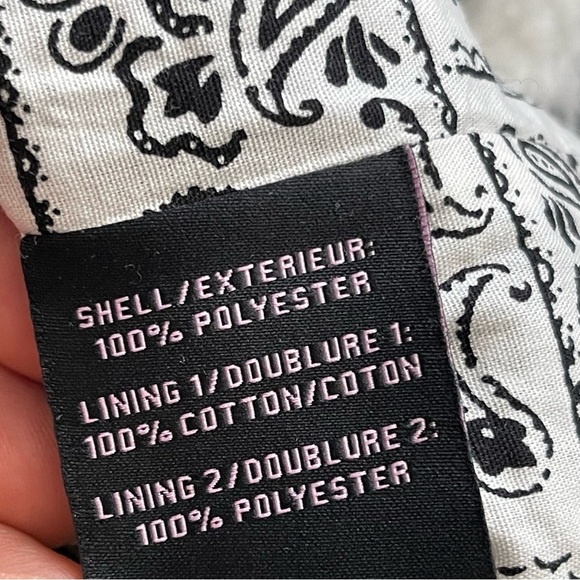 SHELL/EXTERIEUR:
100% POLYESTER
LINING 1/DOUBLURE 1:
100% COTTON/COTON
LINING 2/DOUBLURE 2:
100% POLYESTER